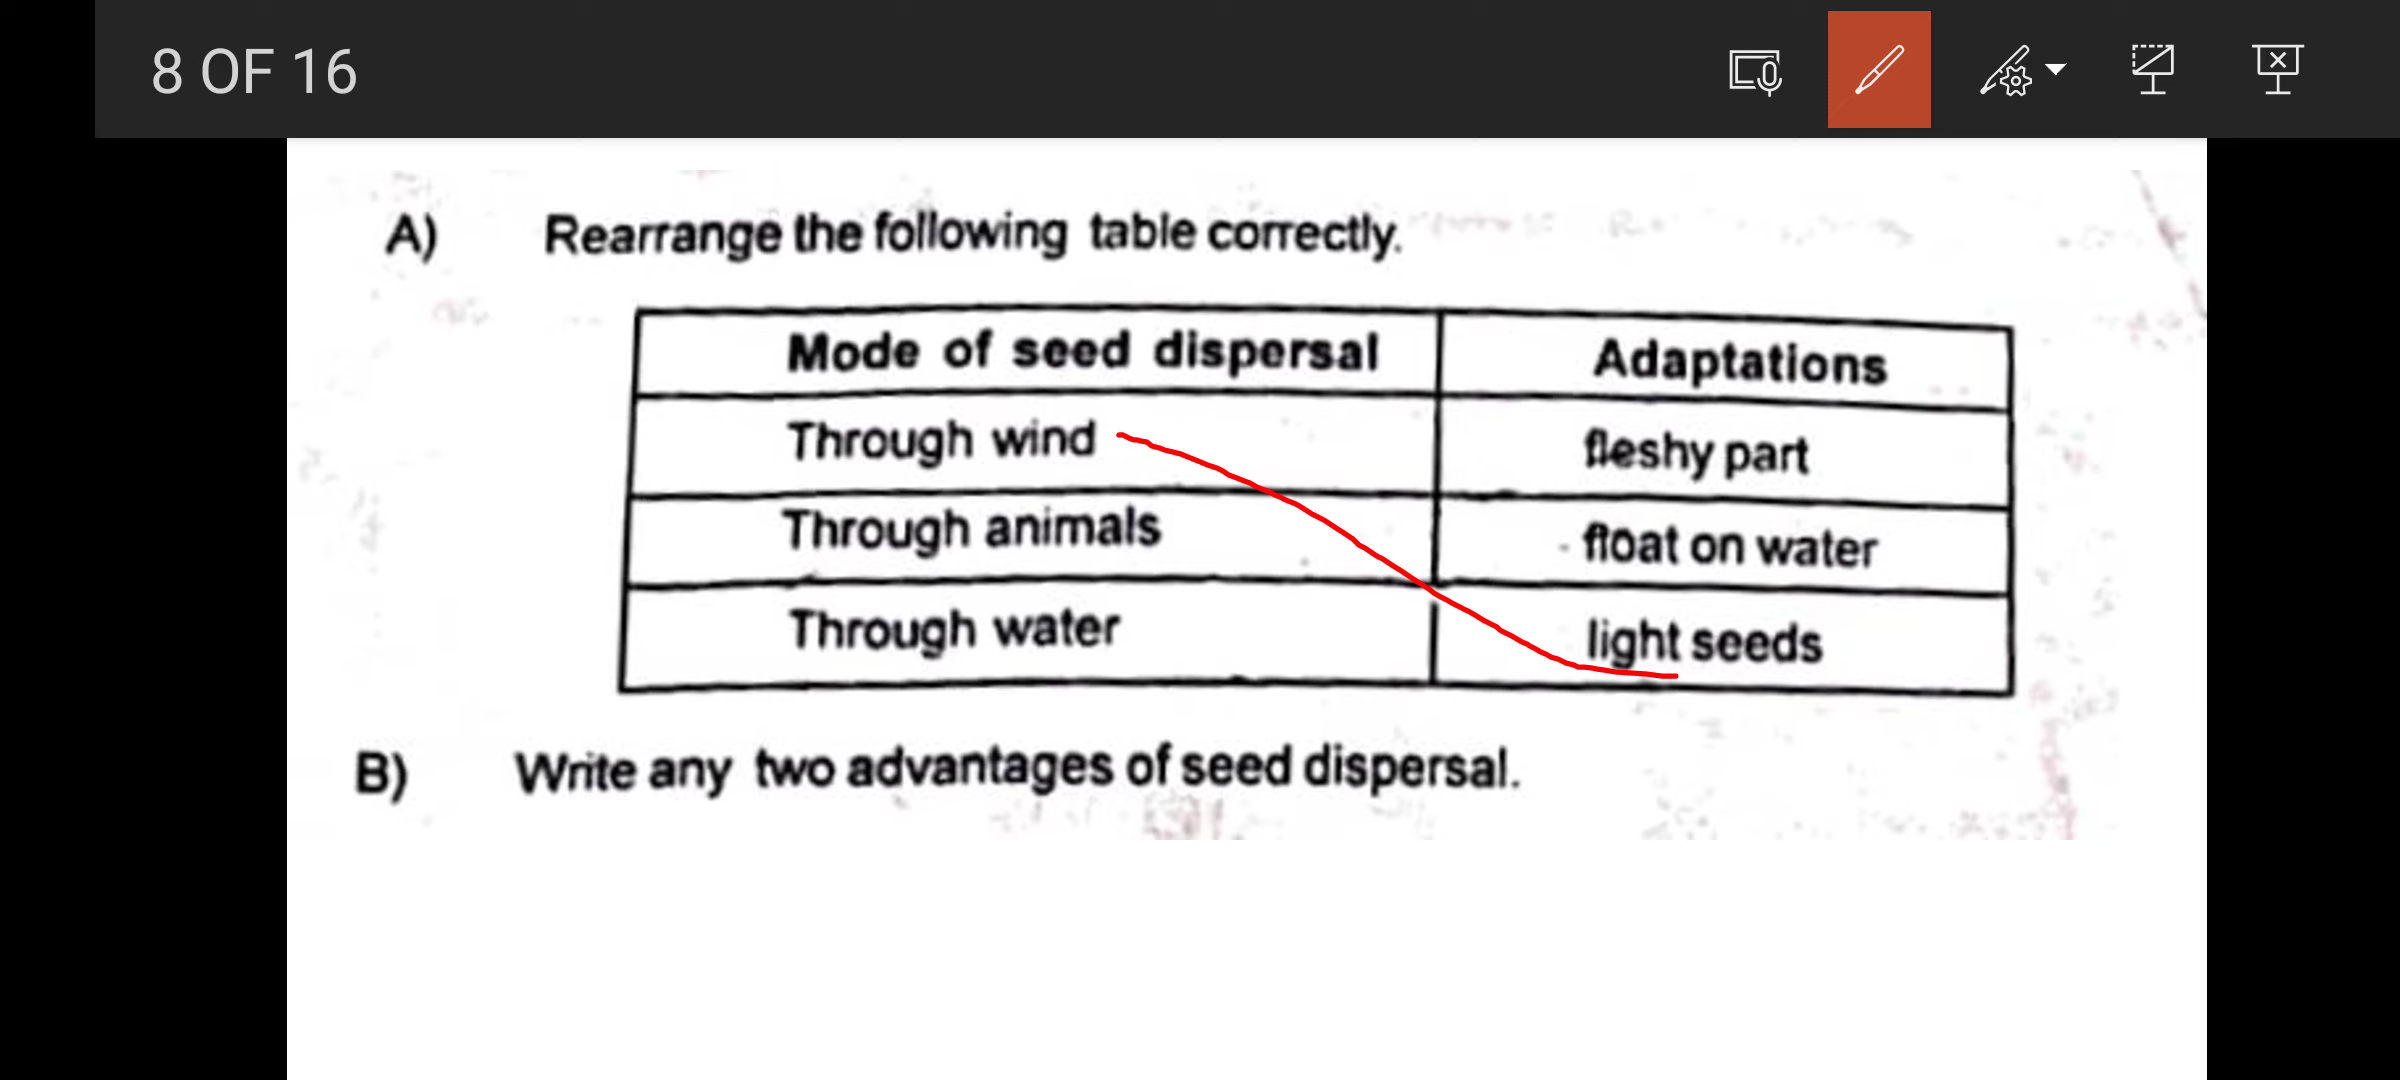 8 OF 16
A) Rearrange the following table correctly.
Mode of seed dispersal Adaptations
Through wind fleshy part
Through animals float on water
Through water light seeds
B) Write any two advantages of seed dispersal.